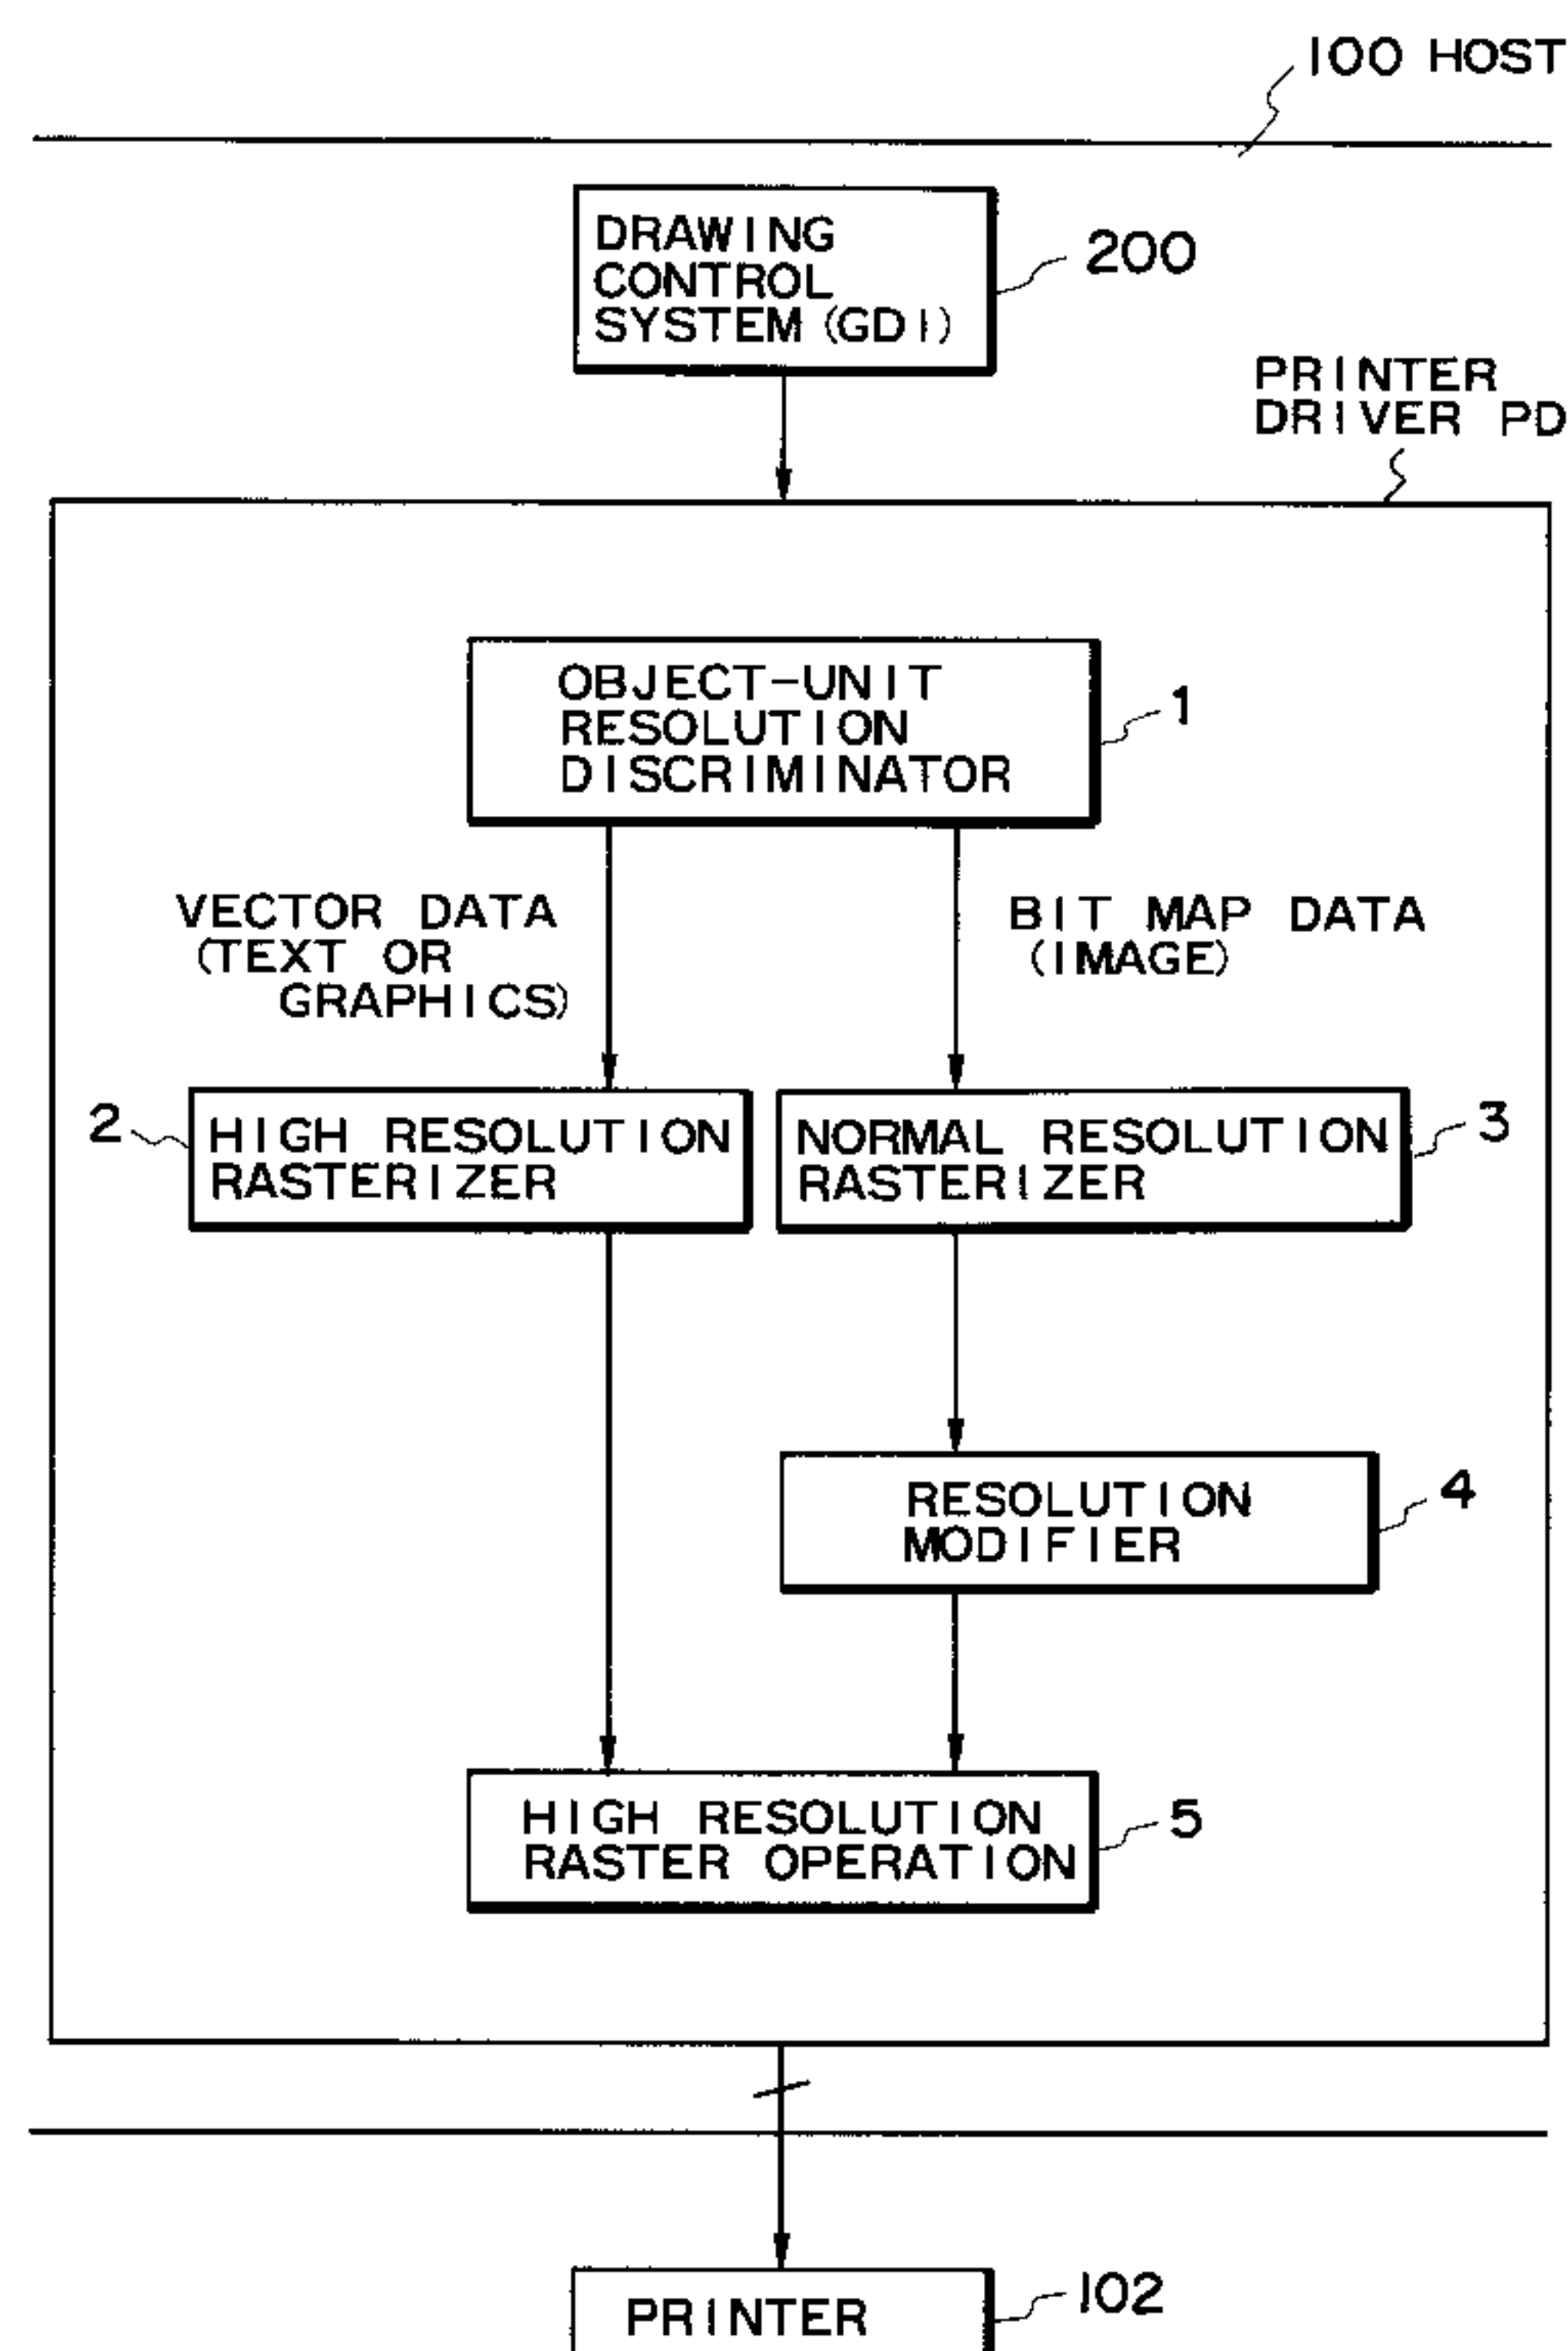 100 HOST
DRAWING
CONTROL
SYSTEM (GDI)
200
PRINTER
DRIVER PD
OBJECT-UNIT
RESOLUTION
DISCRIMINATOR
1
VECTOR DATA
(TEXT OR
GRAPHICS)
BIT MAP DATA
(IMAGE)
2
HIGH RESOLUTION
RASTERIZER
NORMAL RESOLUTION
RASTERIZER
3
RESOLUTION
MODIFIER
4
HIGH RESOLUTION
RASTER OPERATION
5
PRINTER
102